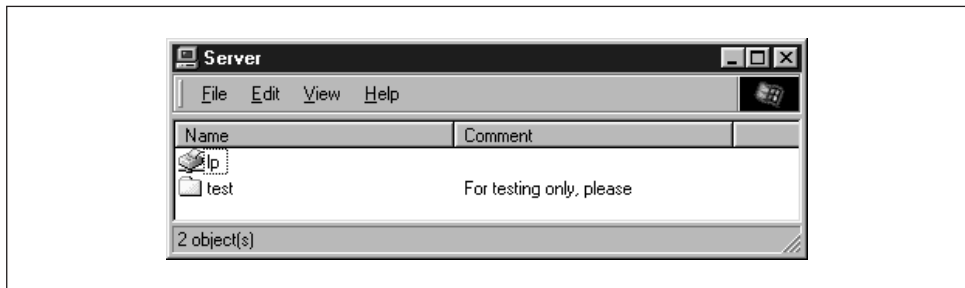 Server
File Edit View Help
Name Comment
lp
test For testing only, please
2 object(s)